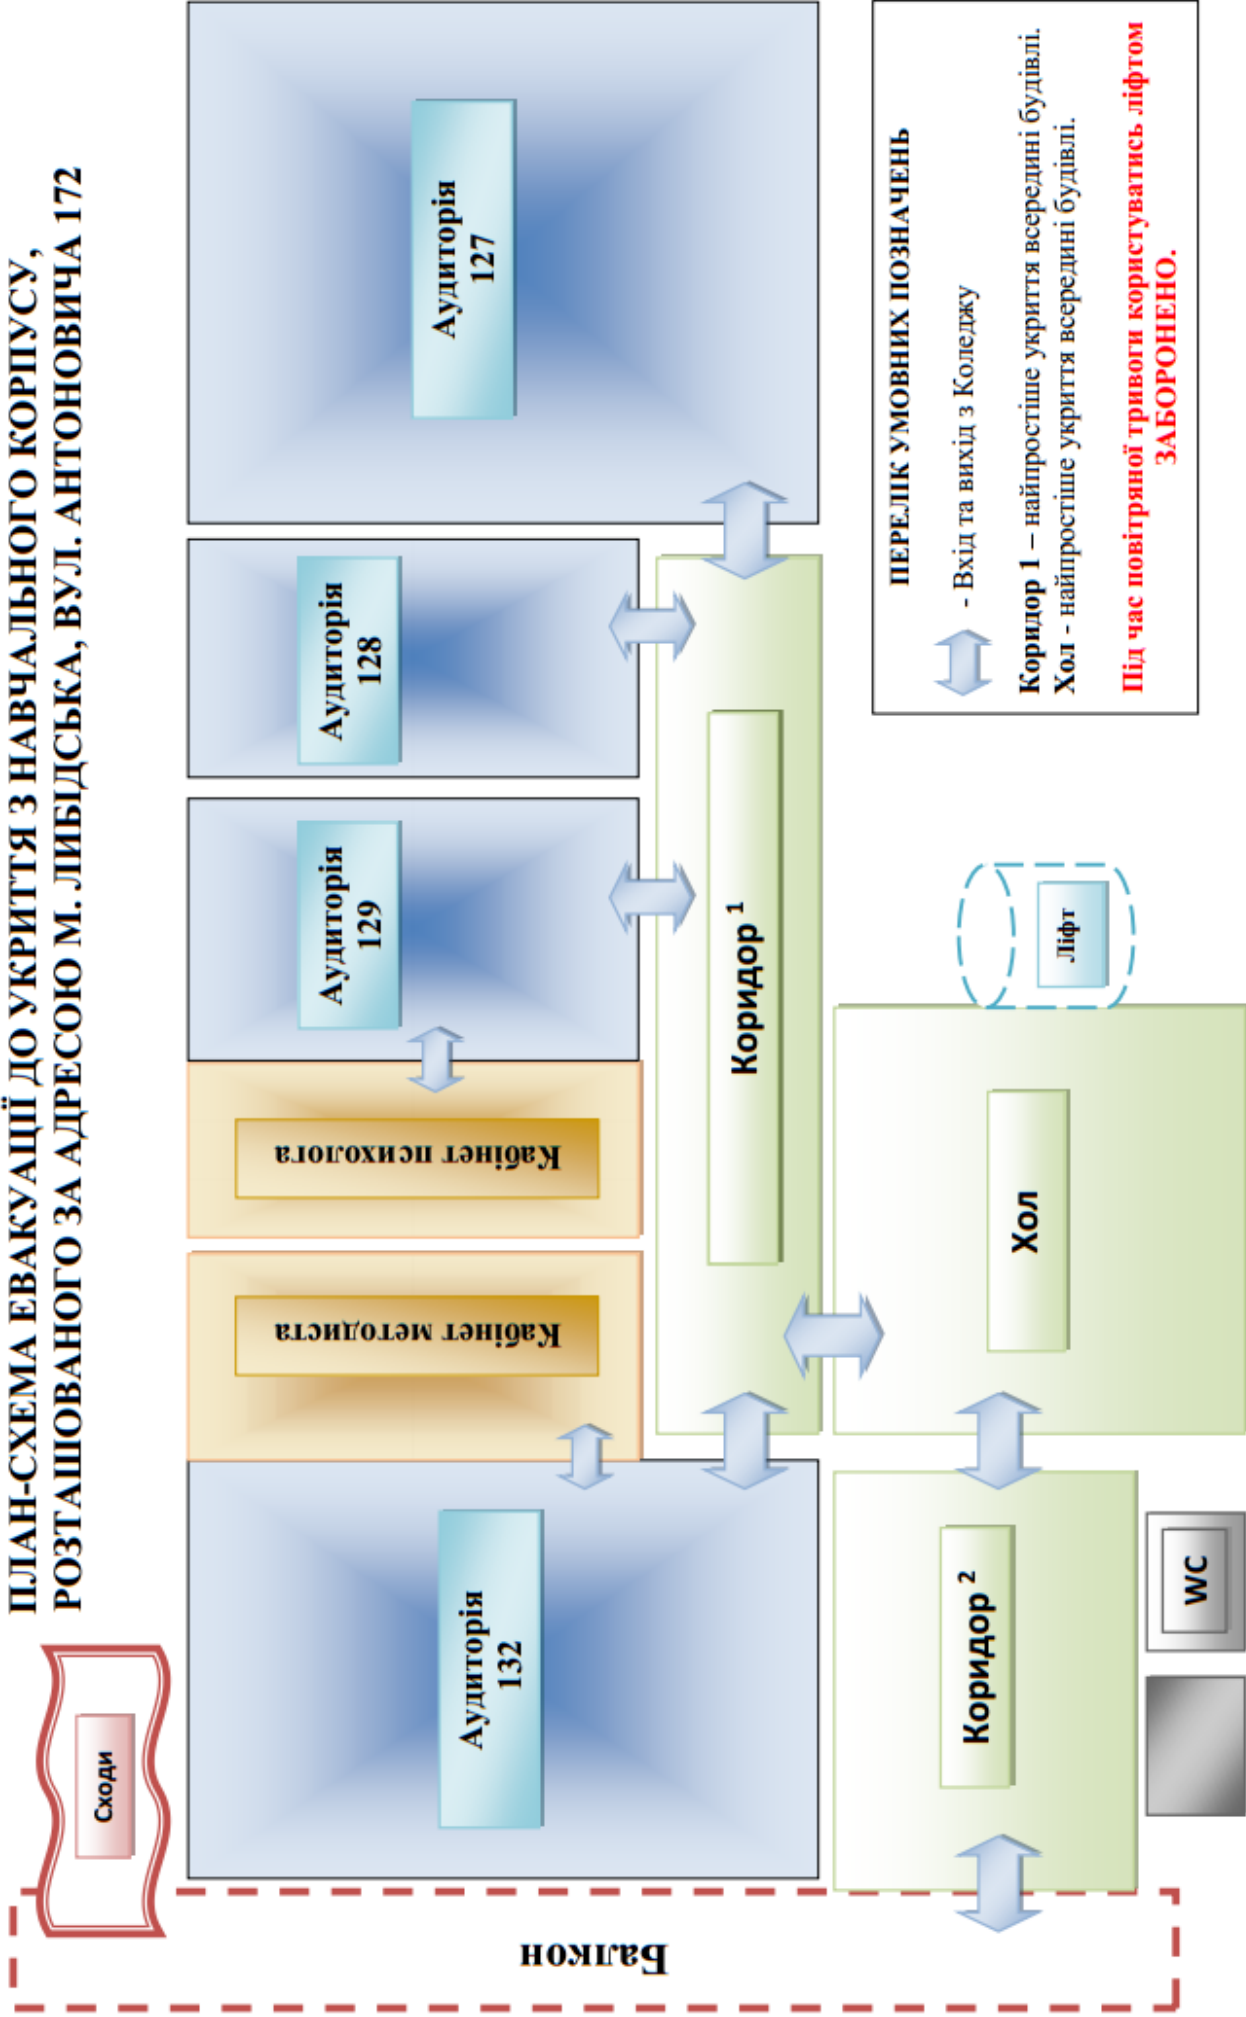 ПЛАН-СХЕМА ЕВАКУАЦІЇ ДО УКРИТТЯ З НАВЧАЛЬНОГО КОРПУСУ,
РОЗТАШОВАНОГО ЗА АДРЕСОЮ М. ЛИБІДСЬКА, ВУЛ. АНТОНОВИЧА 172
Сходи
Балкон
Аудиторія
132
Кабінет методиста
Кабінет психолога
Аудиторія
129
Аудиторія
128
Аудиторія
127
Коридор 1
Коридор 2
Хол
Ліфт
WC
ПЕРЕЛІК УМОВНИХ ПОЗНАЧЕНЬ
- Вхід та вихід з Коледжу
Коридор 1 – найпростіше укриття всередині будівлі.
Хол - найпростіше укриття всередині будівлі.
Під час повітряної тривоги користуватись ліфтом
ЗАБОРОНЕНО.